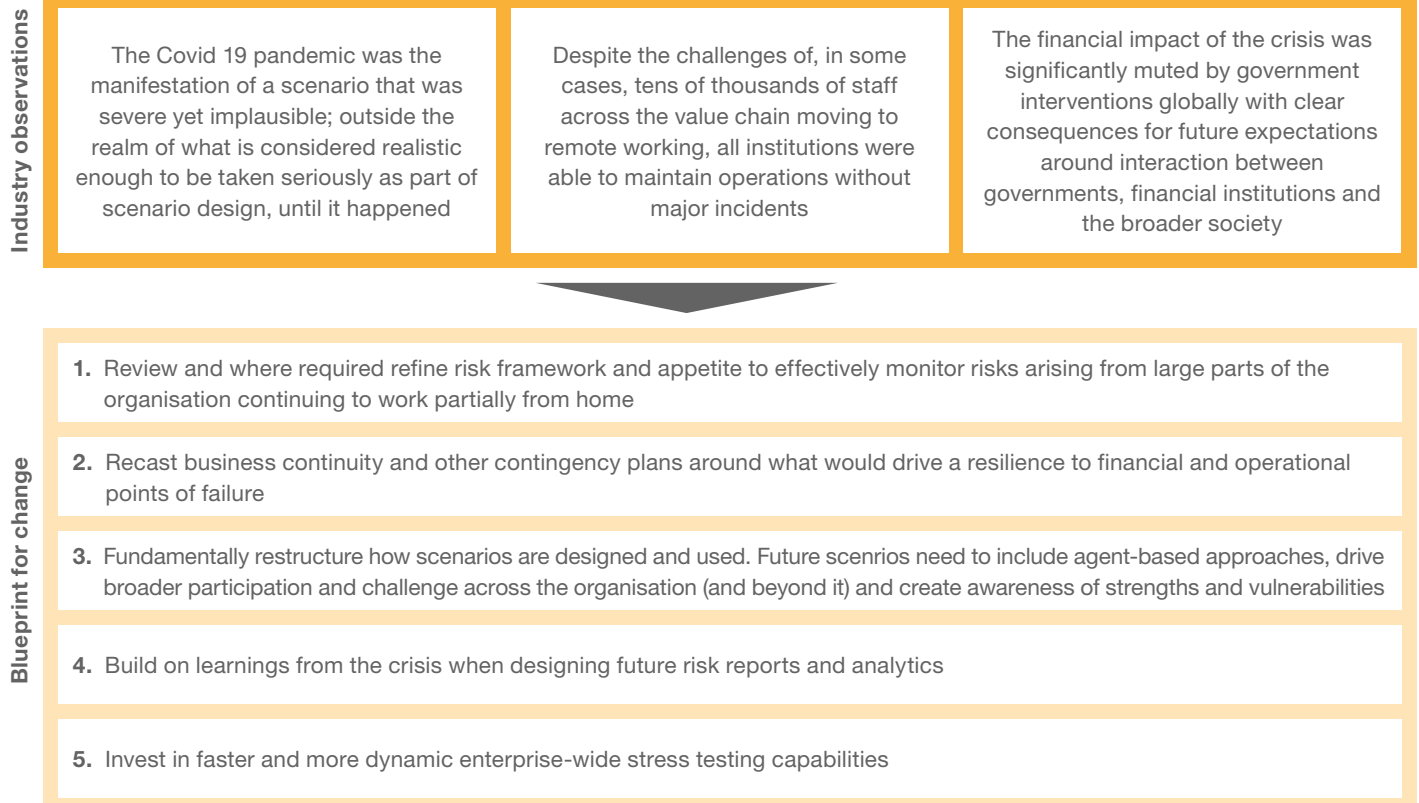 Industry observations
The Covid 19 pandemic was the
manifestation of a scenario that was
severe yet implausible; outside the
realm of what is considered realistic
enough to be taken seriously as part of
scenario design, until it happened
Despite the challenges of, in some
cases, tens of thousands of staff
across the value chain moving to
remote working, all institutions were
able to maintain operations without
major incidents
The financial impact of the crisis was
significantly muted by government
interventions globally with clear
consequences for future expectations
around interaction between
governments, financial institutions and
the broader society
Blueprint for change
1. Review and where required refine risk framework and appetite to effectively monitor risks arising from large parts of the
organisation continuing to work partially from home
2. Recast business continuity and other contingency plans around what would drive a resilience to financial and operational
points of failure
3. Fundamentally restructure how scenarios are designed and used. Future scenrios need to include agent-based approaches, drive
broader participation and challenge across the organisation (and beyond it) and create awareness of strengths and vulnerabilities
4. Build on learnings from the crisis when designing future risk reports and analytics
5. Invest in faster and more dynamic enterprise-wide stress testing capabilities